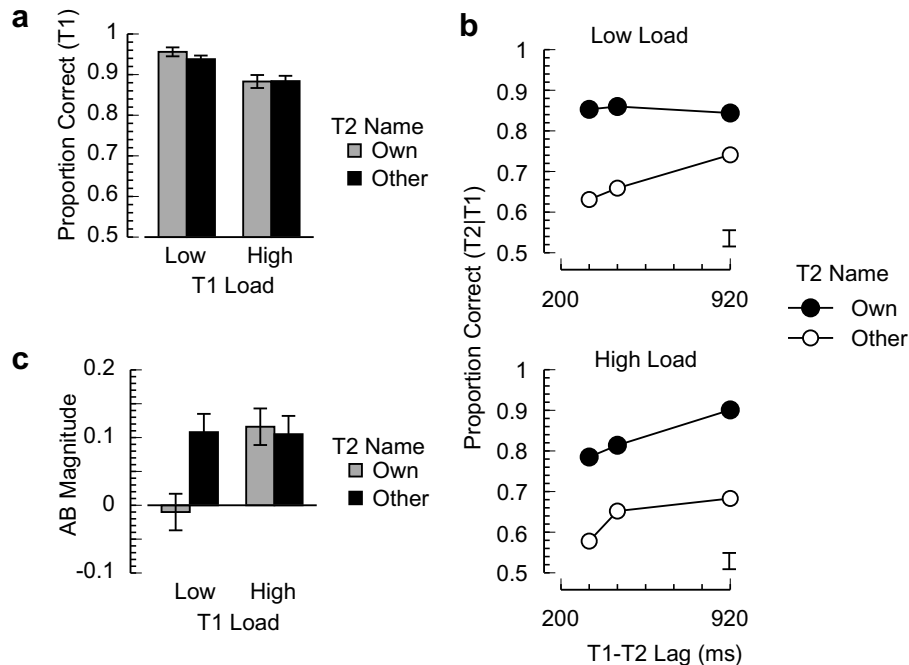 a
Proportion Correct (T1)
1
0.9
0.8
0.7
0.6
0.5
Low
High
T1 Load
T2 Name
Own
Other
b
Low Load
Proportion Correct (T2|T1)
1
0.9
0.8
0.7
0.6
0.5
200
920
T2 Name
Own
Other
c
AB Magnitude
0.2
0.1
0
-0.1
Low
High
T1 Load
T2 Name
Own
Other
High Load
1
0.9
0.8
0.7
0.6
0.5
200
920
T1-T2 Lag (ms)